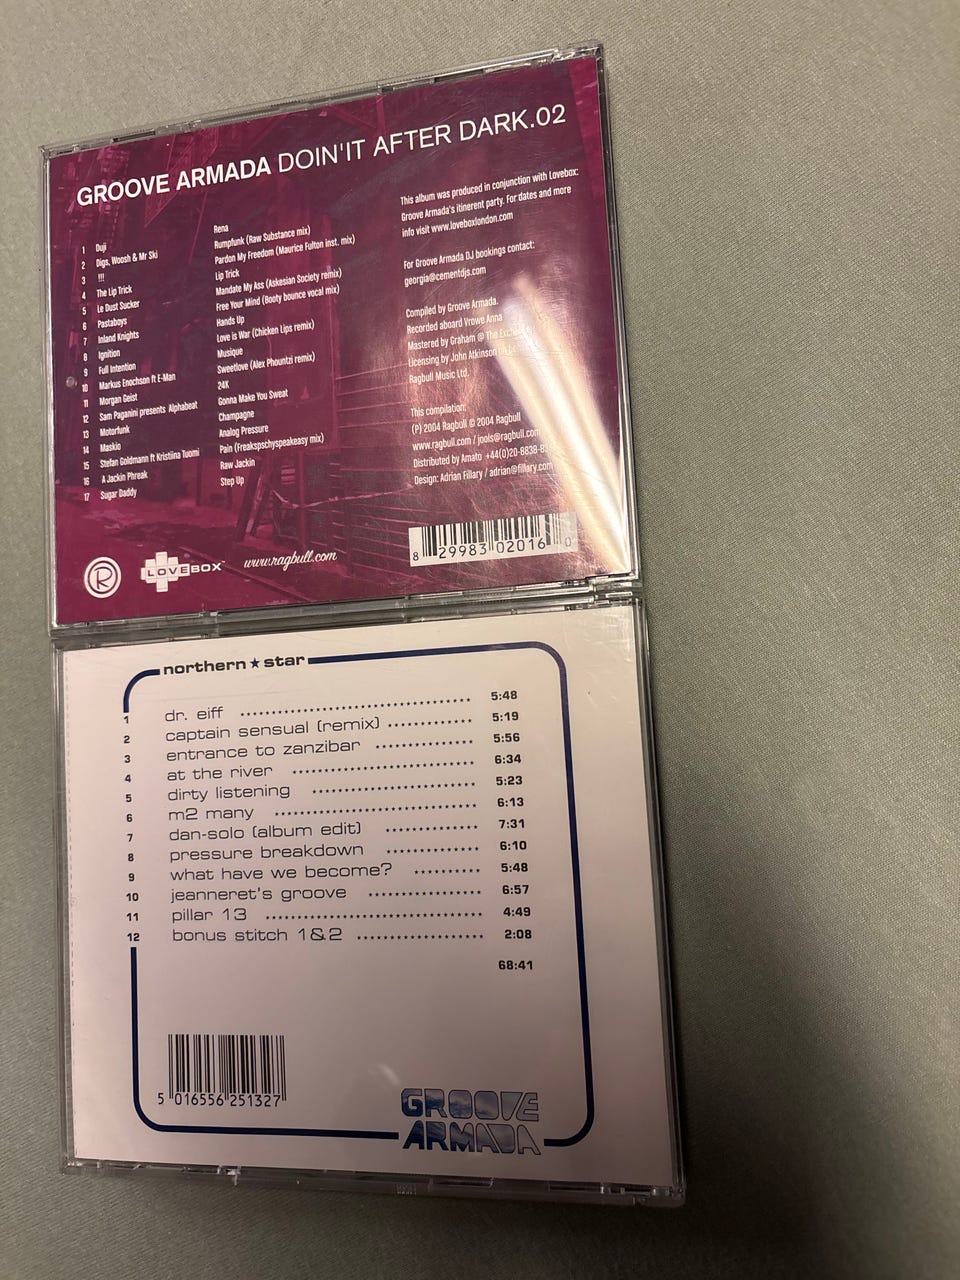 GROOVE ARMADA DOIN'IT AFTER DARK.02
1 Duji Rena
2 Digs, Woosh & Mr Ski Rumpfunk (Raw Substance mix)
3 !!! Pardon My Freedom (Maurice Fulton inst. mix)
4 The Lip Trick Lip Trick
5 Le Dust Sucker Mandate My Ass (Askesian Society remix)
6 Pastaboys Free Your Mind (Booty bounce vocal mix)
7 Inland Knights Hands Up
8 Ignition Love is War (Chicken Lips remix)
9 Full Intention Musique
10 Markus Enochson ft E-Man Sweetlove (Alex Phountzi remix)
11 Morgan Geist 24K
12 Sam Paganini presents Alphabeat Gonna Make You Sweat
13 Motorfunk Champagne
14 Maskio Analog Pressure
15 Stefan Goldmann ft Kristiina Tuomi Pain (Freakspschyspeakeasy mix)
16 A Jackin Phreak Raw Jackin
17 Sugar Daddy Step Up
This album was produced in conjunction with Lovebox:
Groove Armada's itinerent party. For dates and more
info visit www.loveboxlondon.com
For Groove Armada DJ bookings contact:
georgia@cementdjs.com
Compiled by Groove Armada.
Recorded aboard Vrowe Anna
Mastered by Graham @ The
Licensing by John Atkinson
Ragbull Music Ltd.
This compilation:
(P) 2004 Ragbull © 2004 Ragbull
www.ragbull.com / jools@ragbull.com
Distributed by Amato +44(0)20-8838-
Design: Adrian Fillary / adrian@fillary.com
R
LOVEBOX™
www.ragbull.com
8 29983 02016 0
northern★star
1 dr. eiff 5:48
2 captain sensual (remix) 5:19
3 entrance to zanzibar 5:56
4 at the river 6:34
5 dirty listening 5:23
6 m2 many 6:13
7 dan-solo (album edit) 7:31
8 pressure breakdown 6:10
9 what have we become? 5:48
10 jeanneret's groove 6:57
11 pillar 13 4:49
12 bonus stitch 1&2 2:08
68:41
5 016556 251327
GROOVE
ARMADA